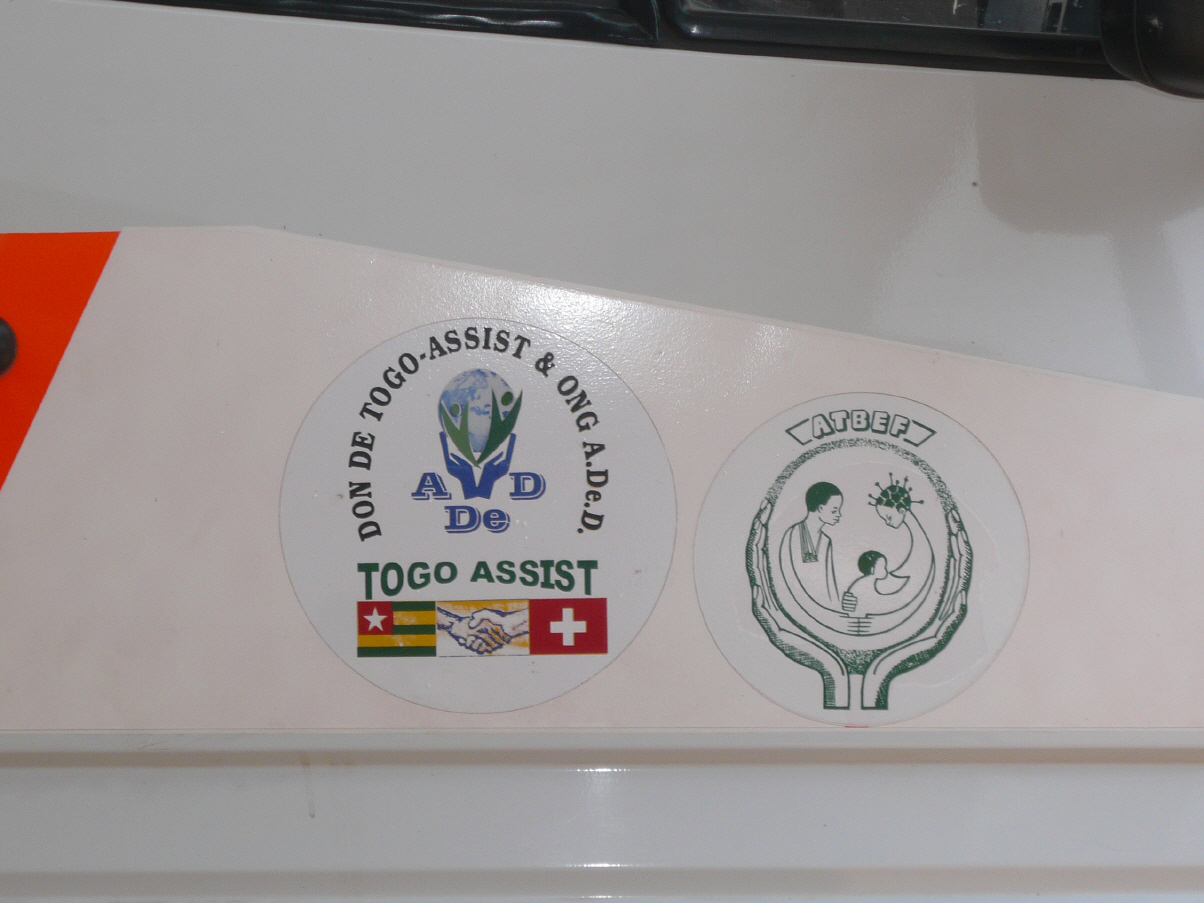 DON DE TOGO-ASSIST & ONG A.De.D.
A D
De
TOGO ASSIST
ATBEF